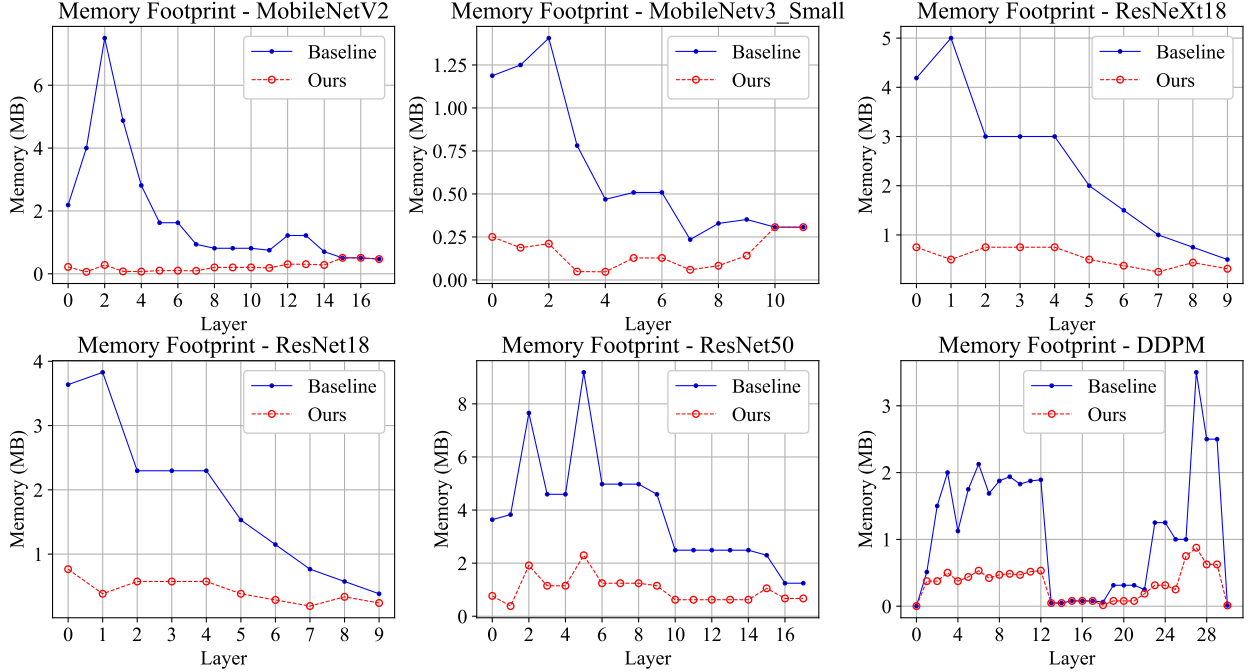 Memory Footprint - MobileNetV2
Memory (MB)
6
4
2
0
Baseline
Ours
0 2 4 6 8 10 12 14 16
Layer
Memory Footprint - MobileNetv3_Small
Memory (MB)
1.25
1.00
0.75
0.50
0.25
0.00
Baseline
Ours
0 2 4 6 8 10
Layer
Memory Footprint - ResNeXt18
Memory (MB)
5
4
3
2
1
Baseline
Ours
0 1 2 3 4 5 6 7 8 9
Layer
Memory Footprint - ResNet18
Memory (MB)
4
3
2
1
Baseline
Ours
0 1 2 3 4 5 6 7 8 9
Layer
Memory Footprint - ResNet50
Memory (MB)
8
6
4
2
0
Baseline
Ours
0 2 4 6 8 10 12 14 16
Layer
Memory Footprint - DDPM
Memory (MB)
3
2
1
0
Baseline
Ours
0 4 8 12 16 20 24 28
Layer